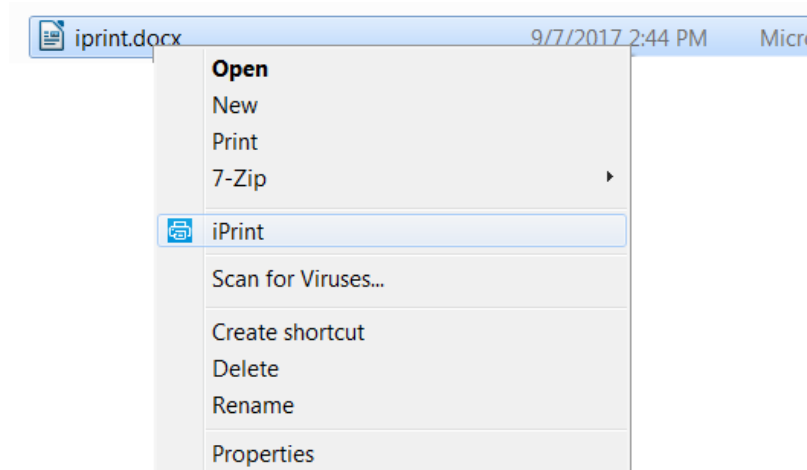 iprint.docx 9/7/2017 2:44 PM
Open
New
Print
7-Zip
iPrint
Scan for Viruses...
Create shortcut
Delete
Rename
Properties